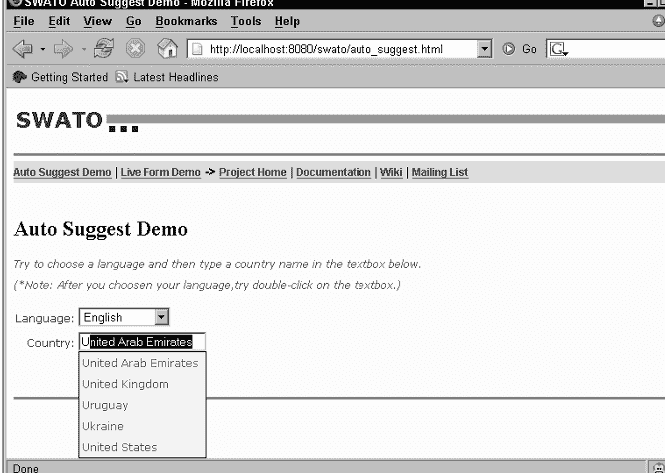 SWATO Auto Suggest Demo - Mozilla Firefox
File Edit View Go Bookmarks Tools Help
http://localhost:8080/swato/auto_suggest.html Go G
Getting Started Latest Headlines
SWATO...
Auto Suggest Demo | Live Form Demo -> Project Home | Documentation | Wiki | Mailing List
Auto Suggest Demo
Try to choose a language and then type a country name in the textbox below.
(*Note: After you choosen your language,try double-click on the textbox.)
Language: English
Country: United Arab Emirates
United Arab Emirates
United Kingdom
Uruguay
Ukraine
United States
Done